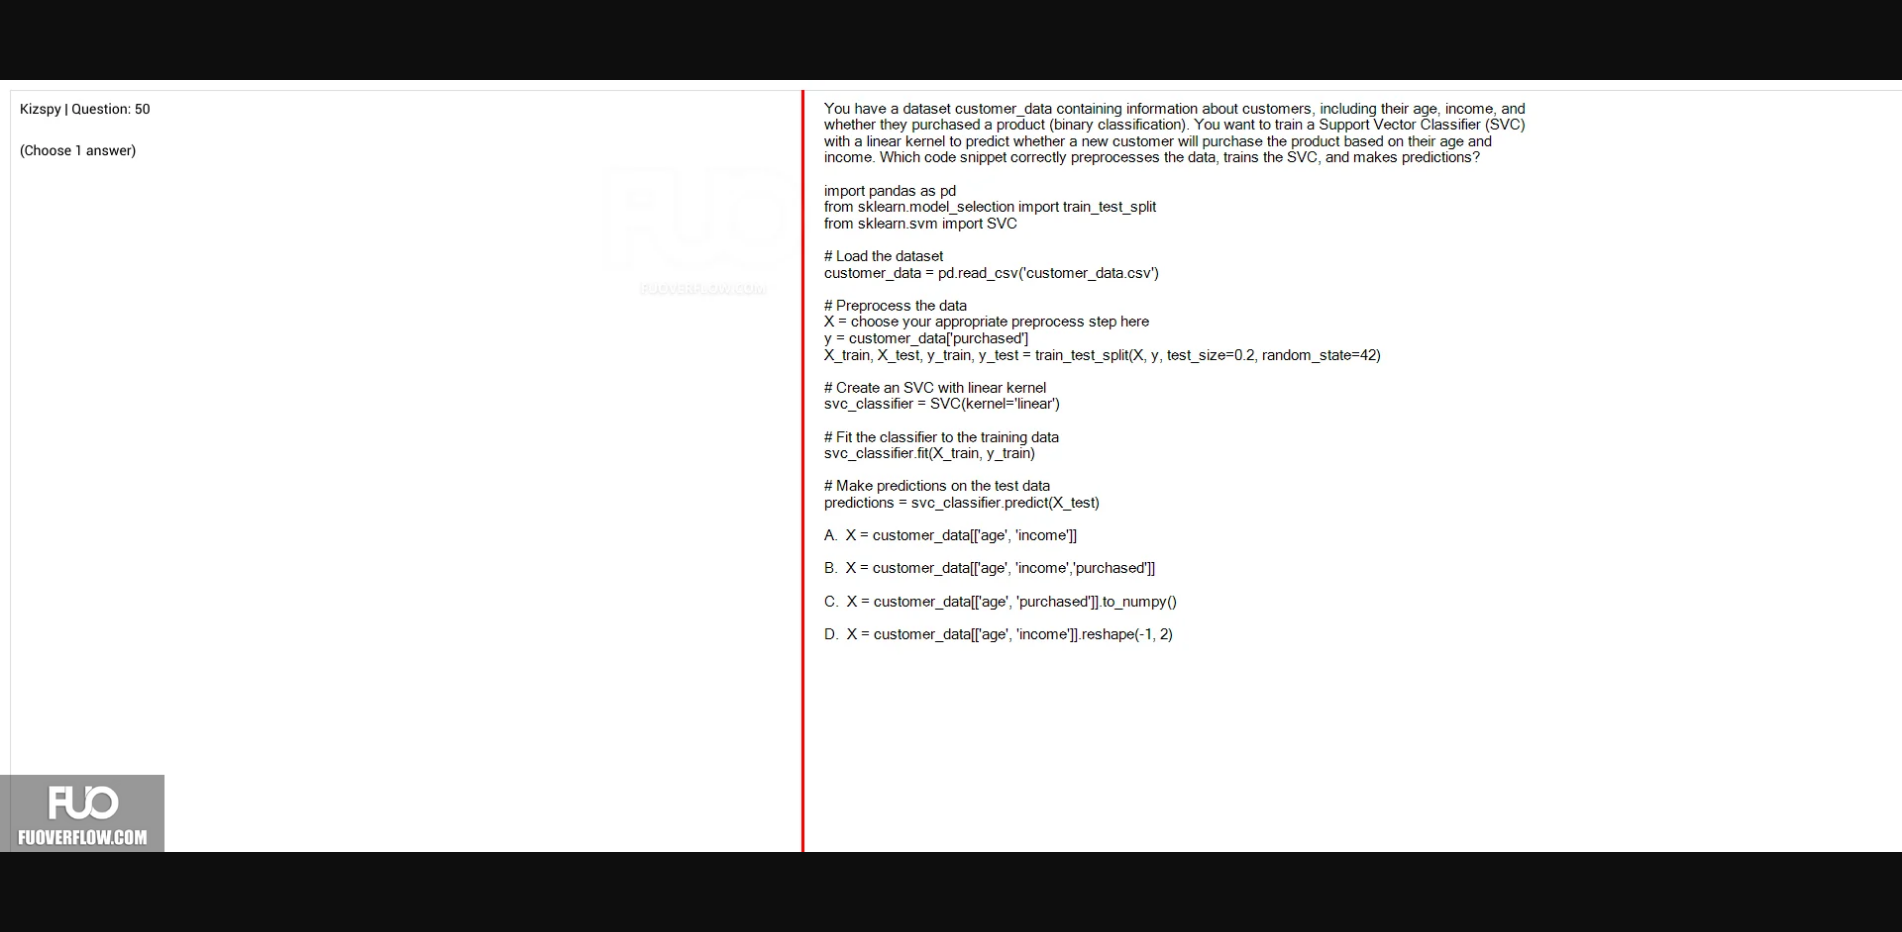 Kizspy | Question: 50
(Choose 1 answer)
FUOVERFLOW.COM
You have a dataset customer_data containing information about customers, including their age, income, and
whether they purchased a product (binary classification). You want to train a Support Vector Classifier (SVC)
with a linear kernel to predict whether a new customer will purchase the product based on their age and
income. Which code snippet correctly preprocesses the data, trains the SVC, and makes predictions?
import pandas as pd
from sklearn.model_selection import train_test_split
from sklearn.svm import SVC
# Load the dataset
customer_data = pd.read_csv('customer_data.csv')
# Preprocess the data
X = choose your appropriate preprocess step here
y = customer_data['purchased']
X_train, X_test, y_train, y_test = train_test_split(X, y, test_size=0.2, random_state=42)
# Create an SVC with linear kernel
svc_classifier = SVC(kernel='linear')
# Fit the classifier to the training data
svc_classifier.fit(X_train, y_train)
# Make predictions on the test data
predictions = svc_classifier.predict(X_test)
A. X = customer_data[['age', 'income']]
B. X = customer_data[['age', 'income','purchased']]
C. X = customer_data[['age', 'purchased']].to_numpy()
D. X = customer_data[['age', 'income']].reshape(-1, 2)
FUO
FUOVERFLOW.COM